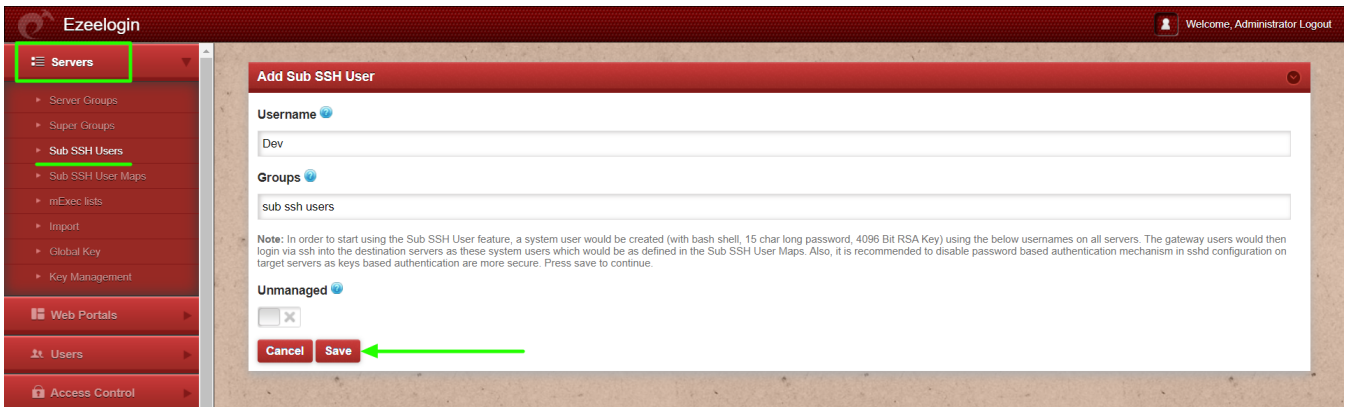 Ezeelogin
Welcome, Administrator Logout
Servers
Server Groups
Super Groups
Sub SSH Users
Sub SSH User Maps
mExec lists
Import
Global Key
Key Management
Web Portals
Users
Access Control
Add Sub SSH User
Username
Dev
Groups
sub ssh users
Note: In order to start using the Sub SSH User feature, a system user would be created (with bash shell, 15 char long password, 4096 Bit RSA Key) using the below usernames on all servers. The gateway users would then
login via ssh into the destination servers as these system users which would be as defined in the Sub SSH User Maps. Also, it is recommended to disable password based authentication mechanism in sshd configuration on
target servers as keys based authentication are more secure. Press save to continue.
Unmanaged
Cancel Save